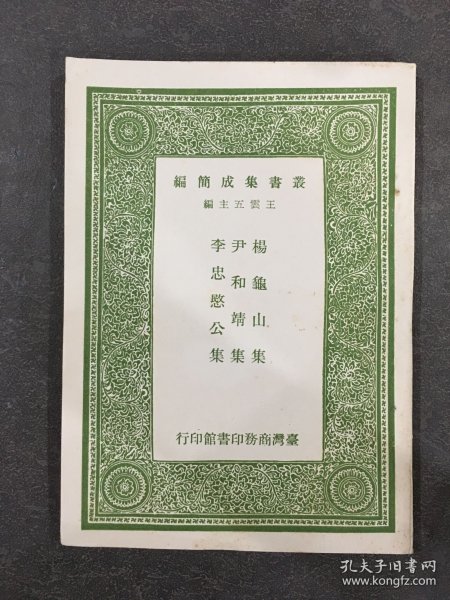 叢書集成簡編
王雲五主編
楊龜山集
尹和靖集
李忠愍公集
臺灣商務印書館印行
孔夫子旧书网
www.kongfz.com